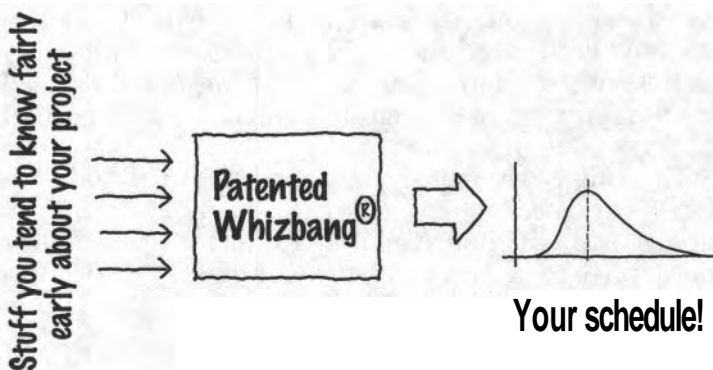 Stuff you tend to know fairly
early about your project
Patented
Whizbang®
Your schedule!